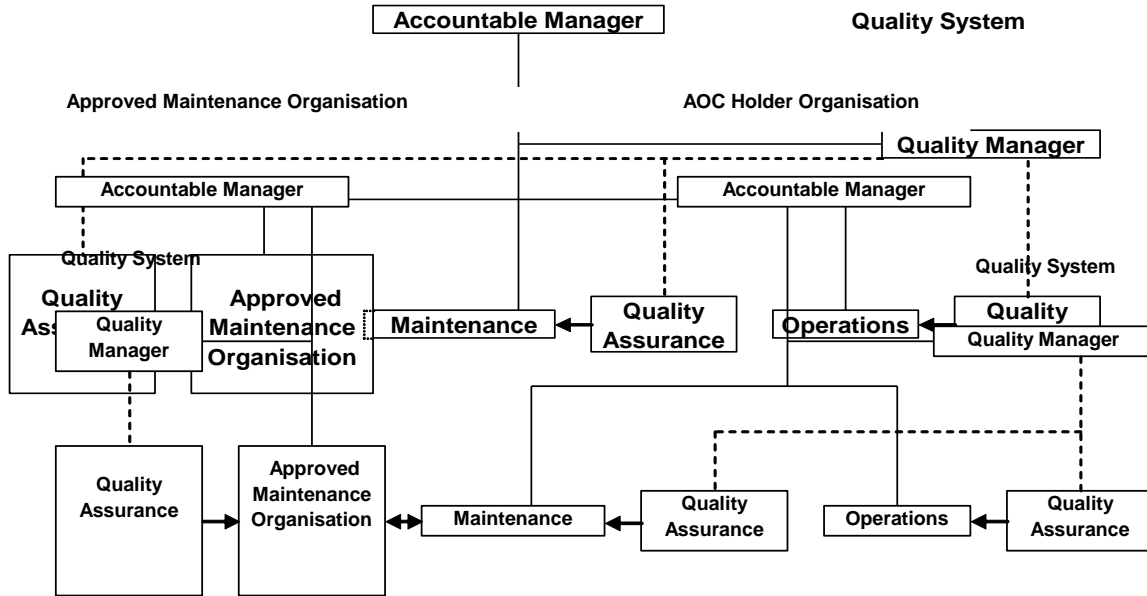 Accountable Manager
Quality System
Approved Maintenance Organisation
AOC Holder Organisation
Quality Manager
Accountable Manager
Accountable Manager
Quality System
Quality System
Quality
Approved
Maintenance
Organisation
Quality
Manager
Maintenance
Quality
Assurance
Operations
Quality
Quality Manager
Quality
Assurance
Approved
Maintenance
Organisation
Maintenance
Quality
Assurance
Operations
Quality
Assurance